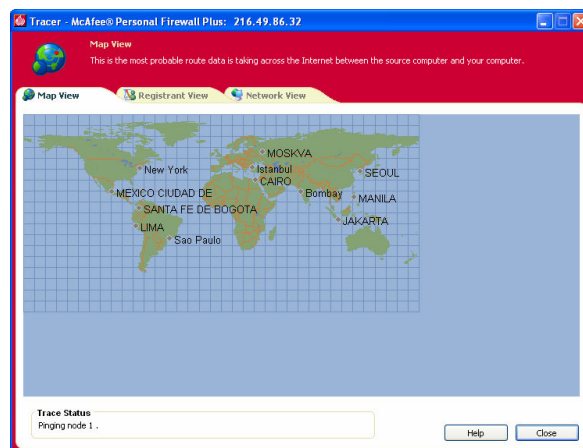 Tracer - McAfee® Personal Firewall Plus: 216.49.86.32
Map View
This is the most probable route data is taking across the Internet between the source computer and your computer.
Map View
Registrant View
Network View
MOSKVA
New York
Istanbul
CAIRO
SEOUL
MEXICO CIUDAD DE
Bombay
MANILA
SANTA FE DE BOGOTA
JAKARTA
LIMA
Sao Paulo
Trace Status
Pinging node 1 .
Help
Close